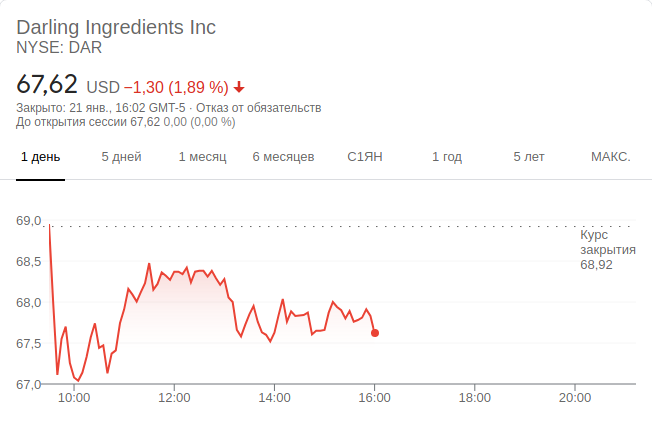 Darling Ingredients Inc
NYSE: DAR
67,62 USD −1,30 (1,89 %)
Закрыто: 21 янв., 16:02 GMT-5 · Отказ от обязательств
До открытия сессии 67,62 0,00 (0,00 %)
1 день 5 дней 1 месяц 6 месяцев С1ЯН 1 год 5 лет МАКС.
69,0
Курс
закрытия
68,92
68,5
68,0
67,5
67,0
10:00 12:00 14:00 16:00 18:00 20:00